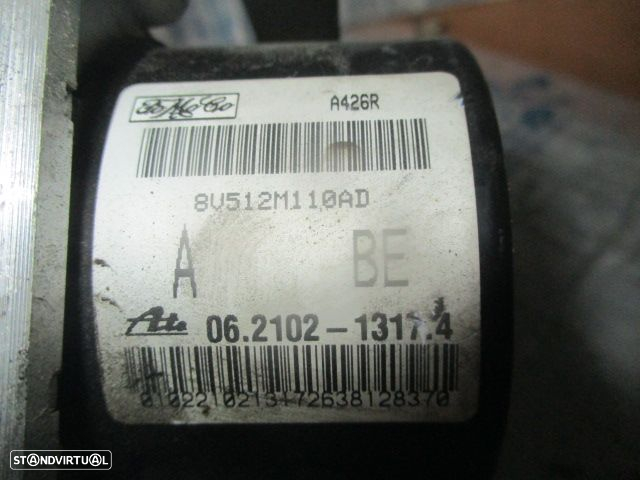 FoMoCo
A426R
8V512M110AD
A BE
Ate 06.2102-1317.4
STANDVIRTUAL